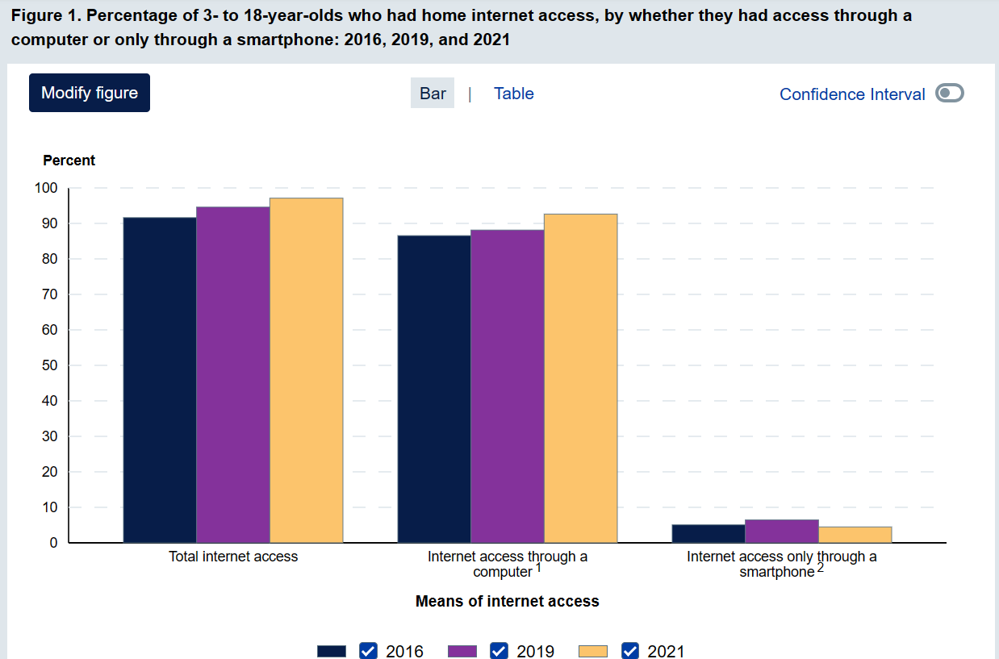 Figure 1. Percentage of 3- to 18-year-olds who had home internet access, by whether they had access through a
computer or only through a smartphone: 2016, 2019, and 2021
Modify figure
Bar | Table
Confidence Interval
Percent
100
90
80
70
60
50
40
30
20
10
0
Total internet access
Internet access through a
computer 1
Internet access only through a
smartphone 2
Means of internet access
2016 2019 2021